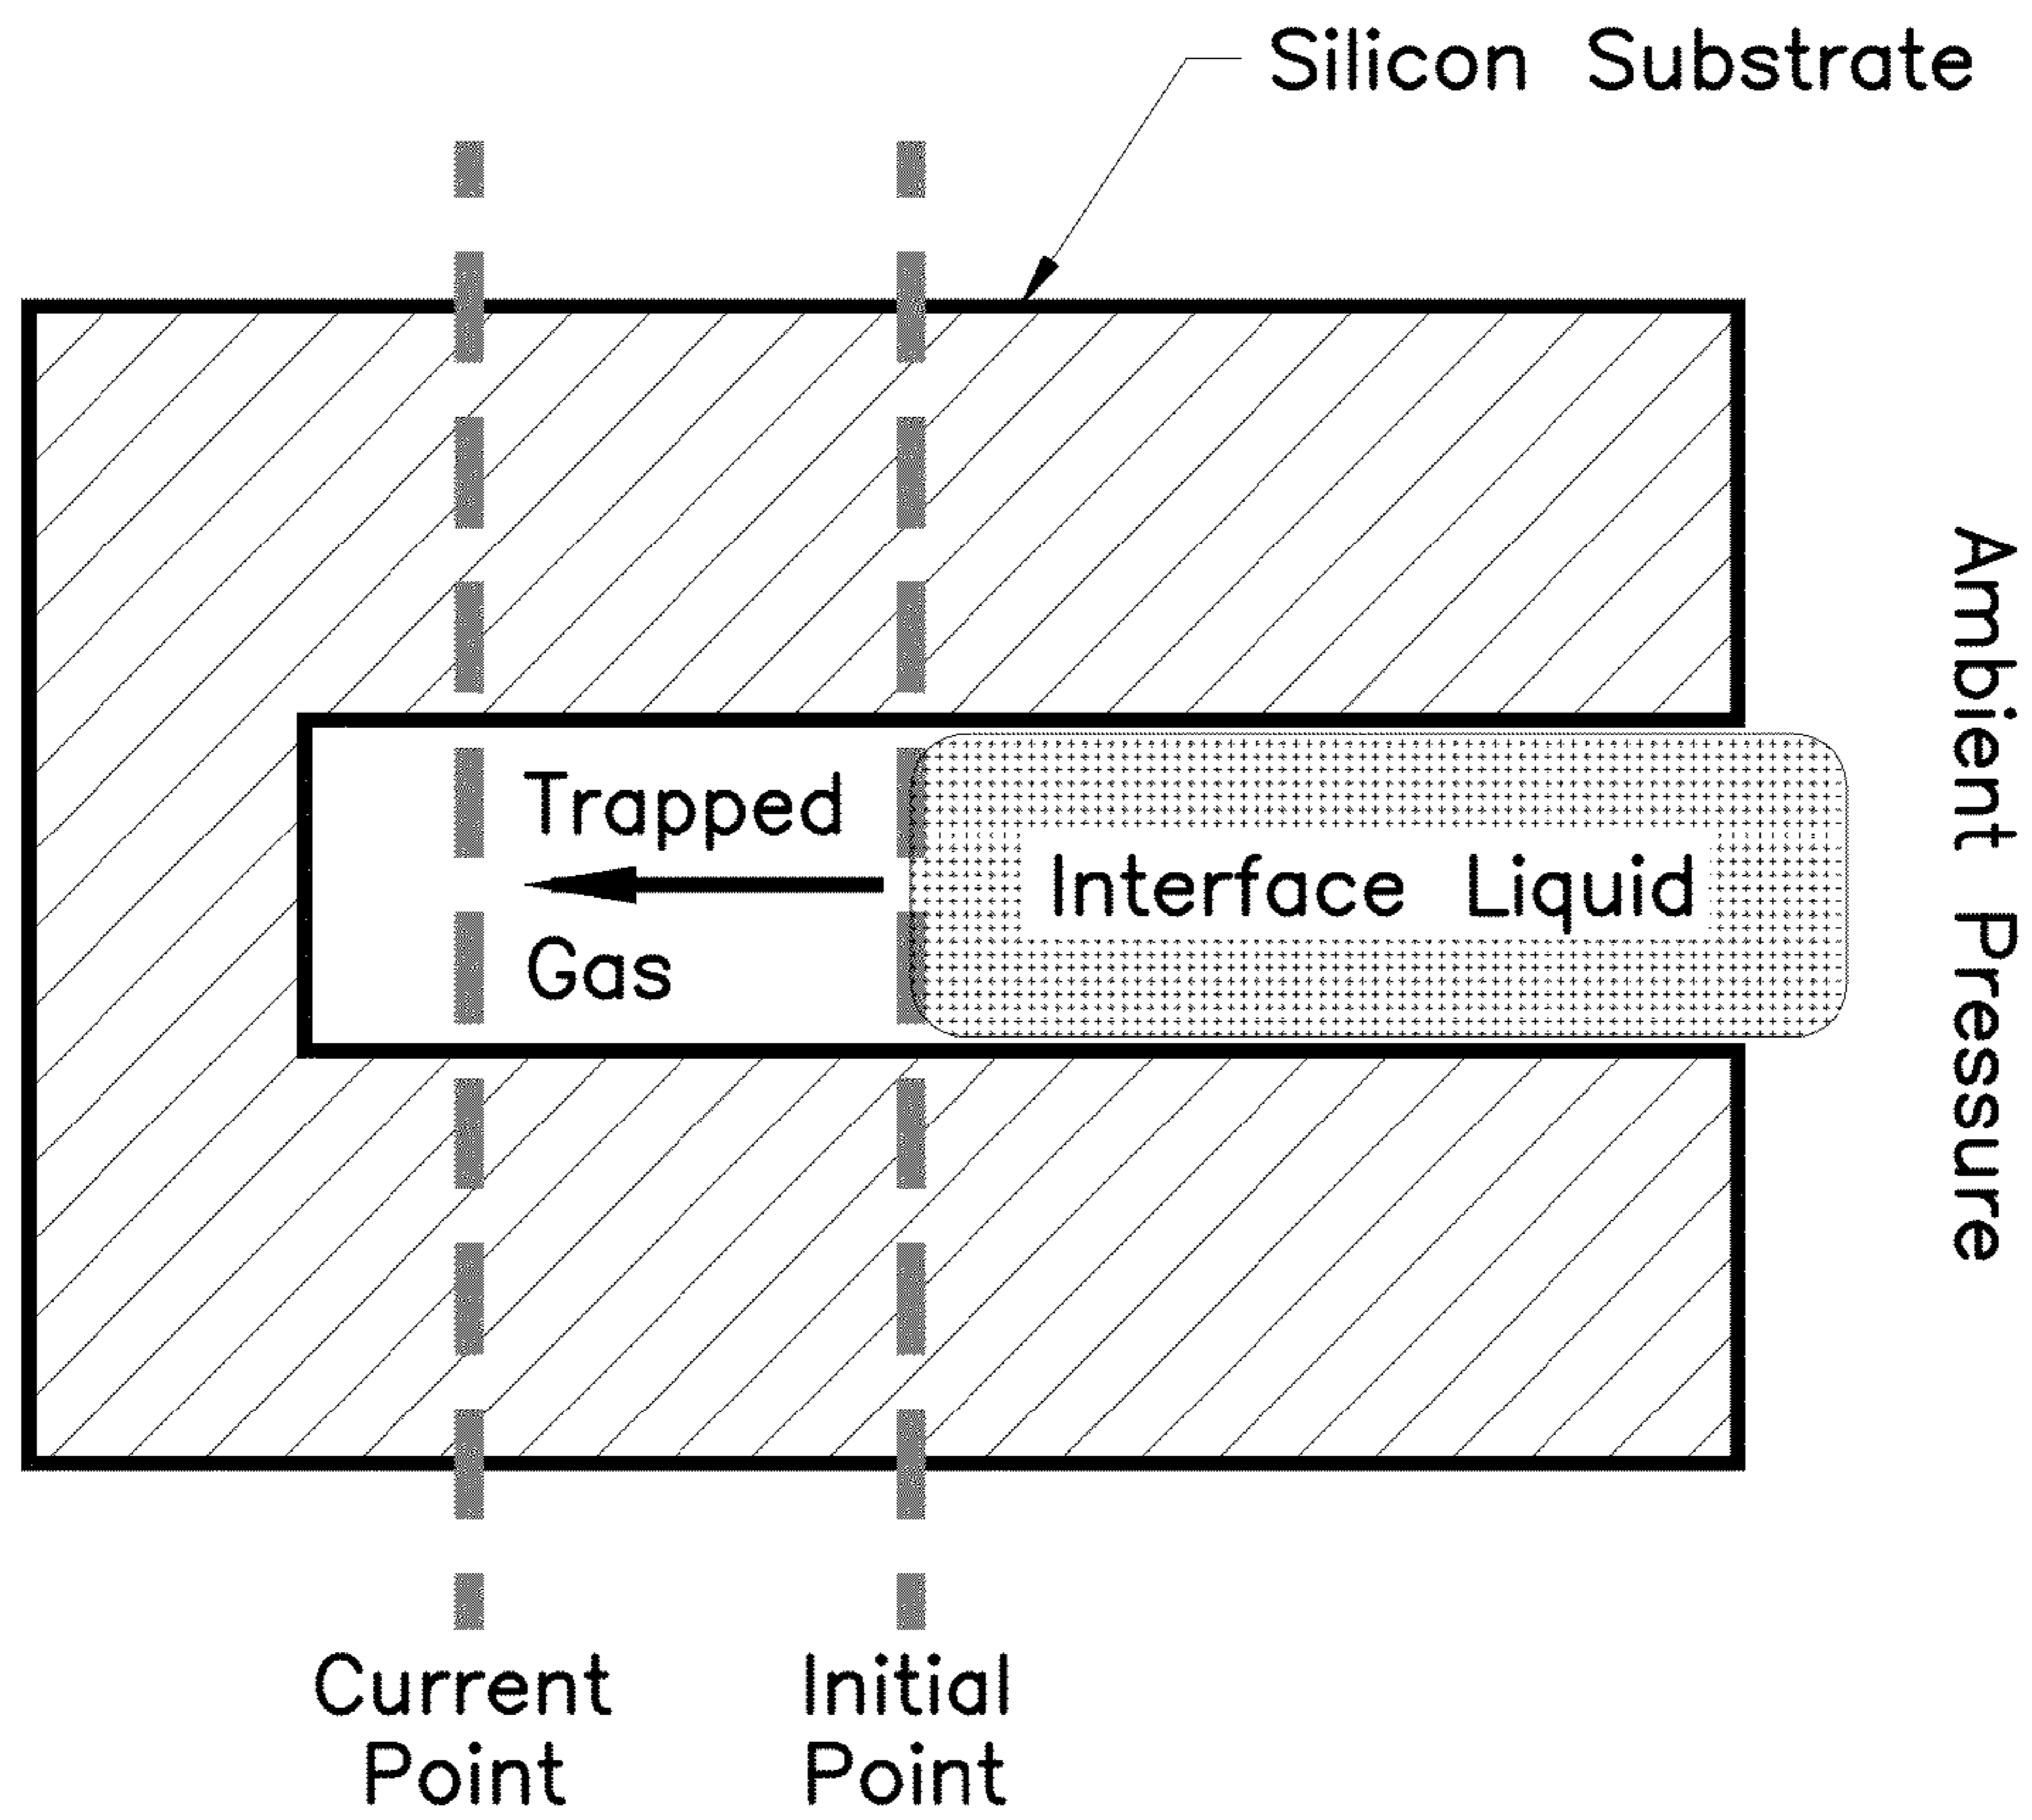 Silicon Substrate
Ambient Pressure
Trapped
Gas
Interface Liquid
Current
Point
Initial
Point